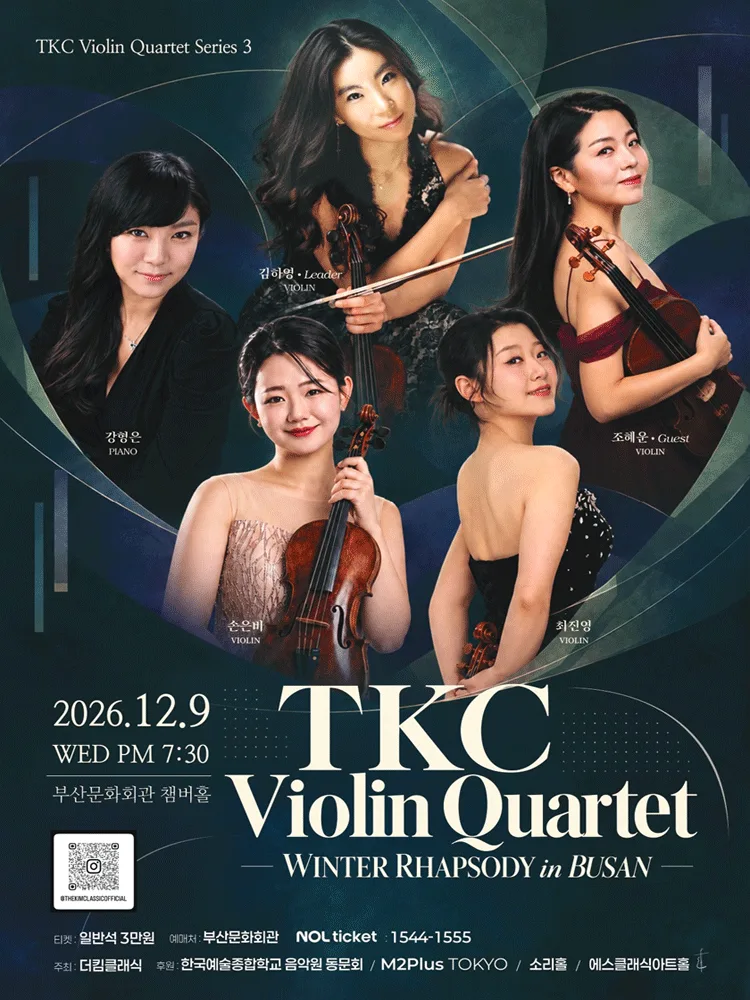 TKC Violin Quartet Series 3
김하영 • Leader
VIOLIN
강형은
PIANO
조혜운 • Guest
VIOLIN
손은비
VIOLIN
최진영
VIOLIN
2026.12.9
WED PM 7:30
부산문화회관 챔버홀
TKC
Violin Quartet
WINTER RHAPSODY in BUSAN
@THEKIMCLASSICOFFICIAL
티켓 : 일반석 3만원 예매처 : 부산문화회관 NOL ticket : 1544-1555
주최 : 더킴클래식 후원 : 한국예술종합학교 음악원 동문회 / M2Plus TOKYO / 소리홀 / 에스클래식아트홀